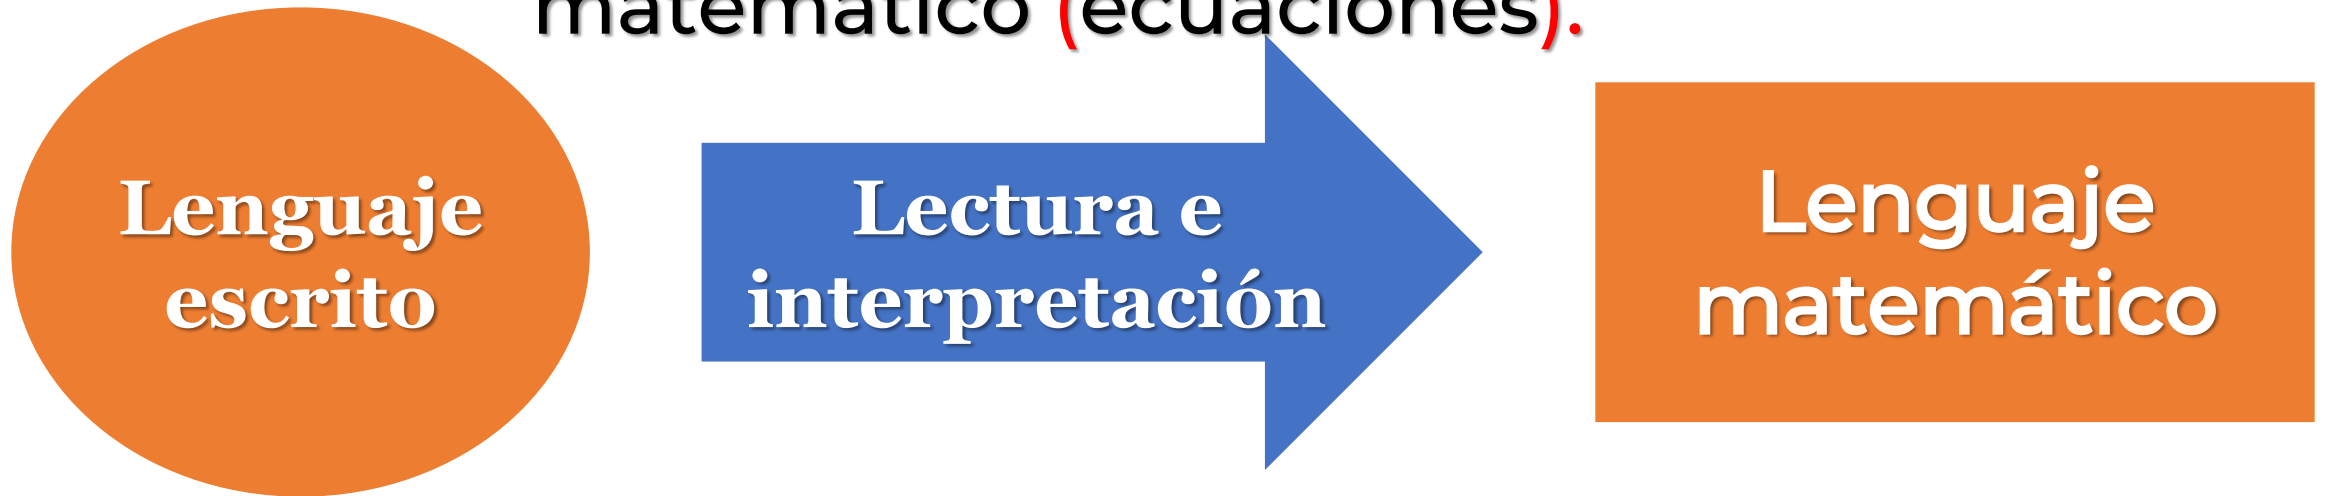 matemático (ecuaciones).
Lenguaje
escrito
Lectura e
interpretación
Lenguaje
matemático